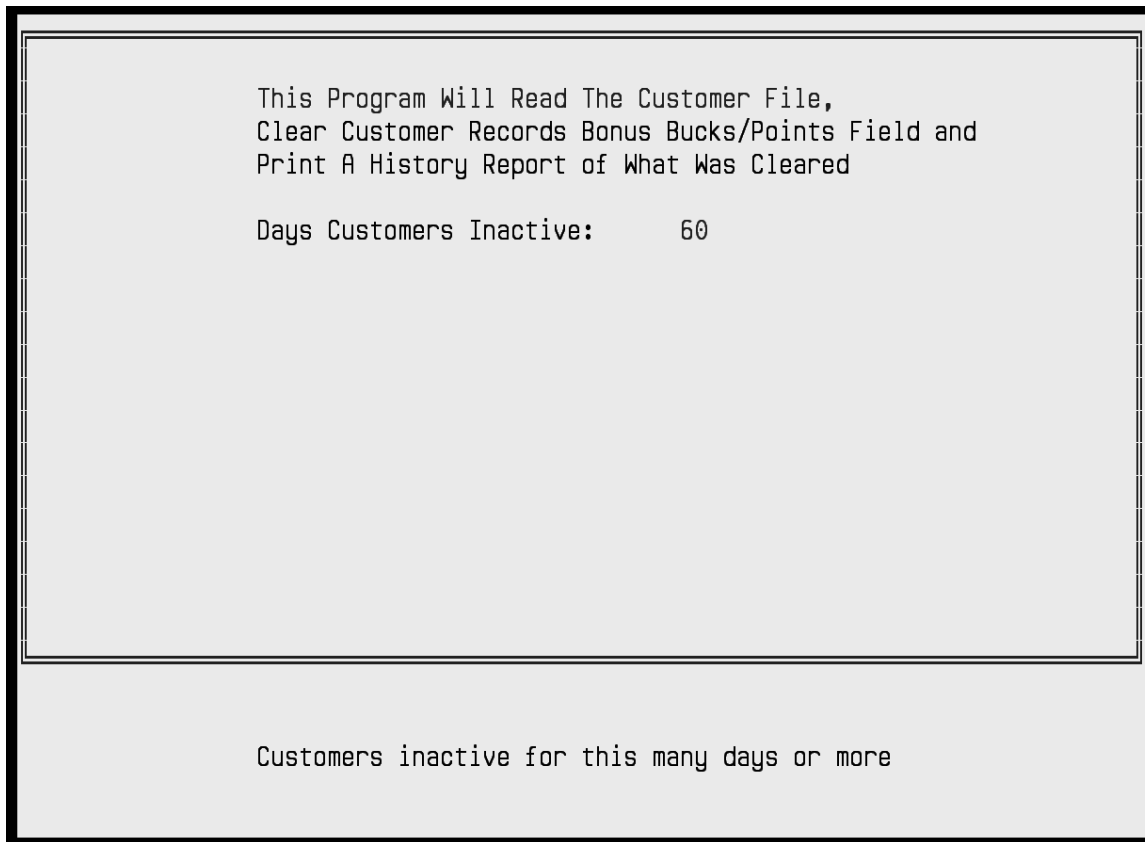 This Program Will Read The Customer File,
Clear Customer Records Bonus Bucks/Points Field and
Print A History Report of What Was Cleared
Days Customers Inactive: 60
Customers inactive for this many days or more